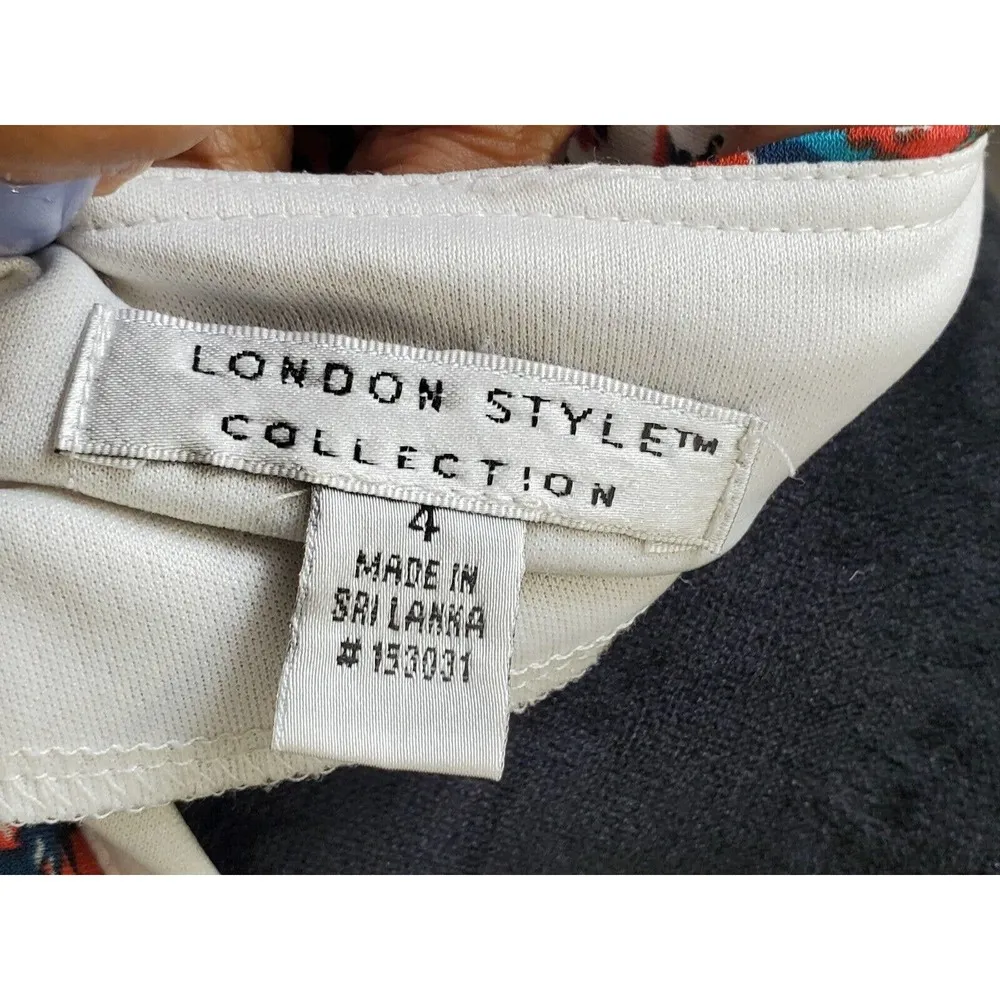 LONDON STYLE™
COLLECTION
4
MADE IN
SRI LANKA
# 153031